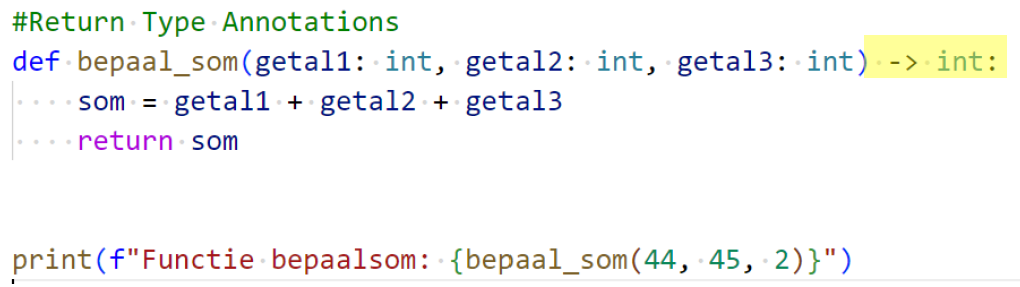 #Return Type Annotations
def bepaal_som(getal1: int, getal2: int, getal3: int) -> int:
    som = getal1 + getal2 + getal3
    return som
print(f"Functie bepaalsom: {bepaal_som(44, 45, 2)}")